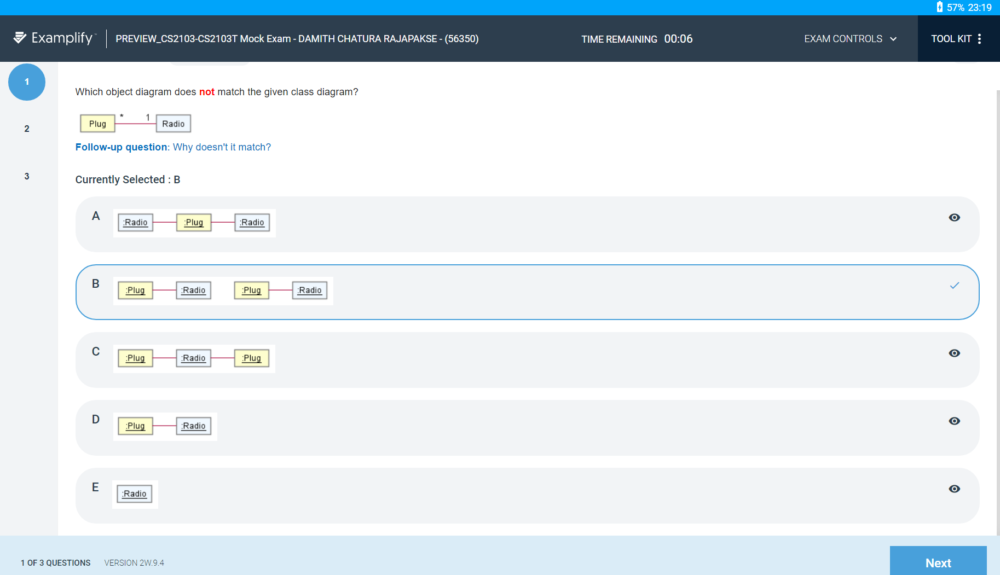 57% 23:19
Examplify™
PREVIEW_CS2103-CS2103T Mock Exam - DAMITH CHATURA RAJAPAKSE - (56350)
TIME REMAINING 00:06
EXAM CONTROLS
TOOL KIT
1
2
3
Which object diagram does not match the given class diagram?
Plug * 1 Radio
Follow-up question: Why doesn't it match?
Currently Selected : B
A :Radio :Plug :Radio
B :Plug :Radio :Plug :Radio
C :Plug :Radio :Plug
D :Plug :Radio
E :Radio
1 OF 3 QUESTIONS VERSION 2W.9.4
Next